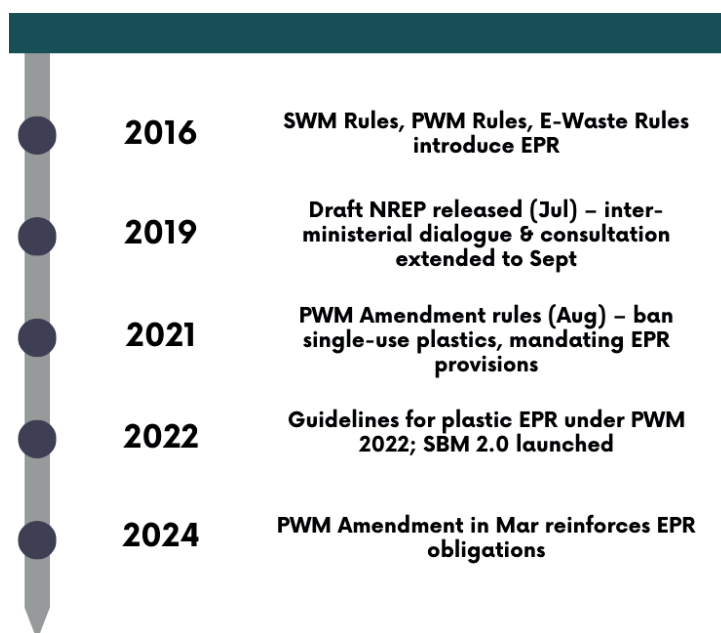 2016
SWM Rules, PWM Rules, E-Waste Rules
introduce EPR
2019
Draft NREP released (Jul) – inter-
ministerial dialogue & consultation
extended to Sept
2021
PWM Amendment rules (Aug) – ban
single-use plastics, mandating EPR
provisions
2022
Guidelines for plastic EPR under PWM
2022; SBM 2.0 launched
2024
PWM Amendment in Mar reinforces EPR
obligations